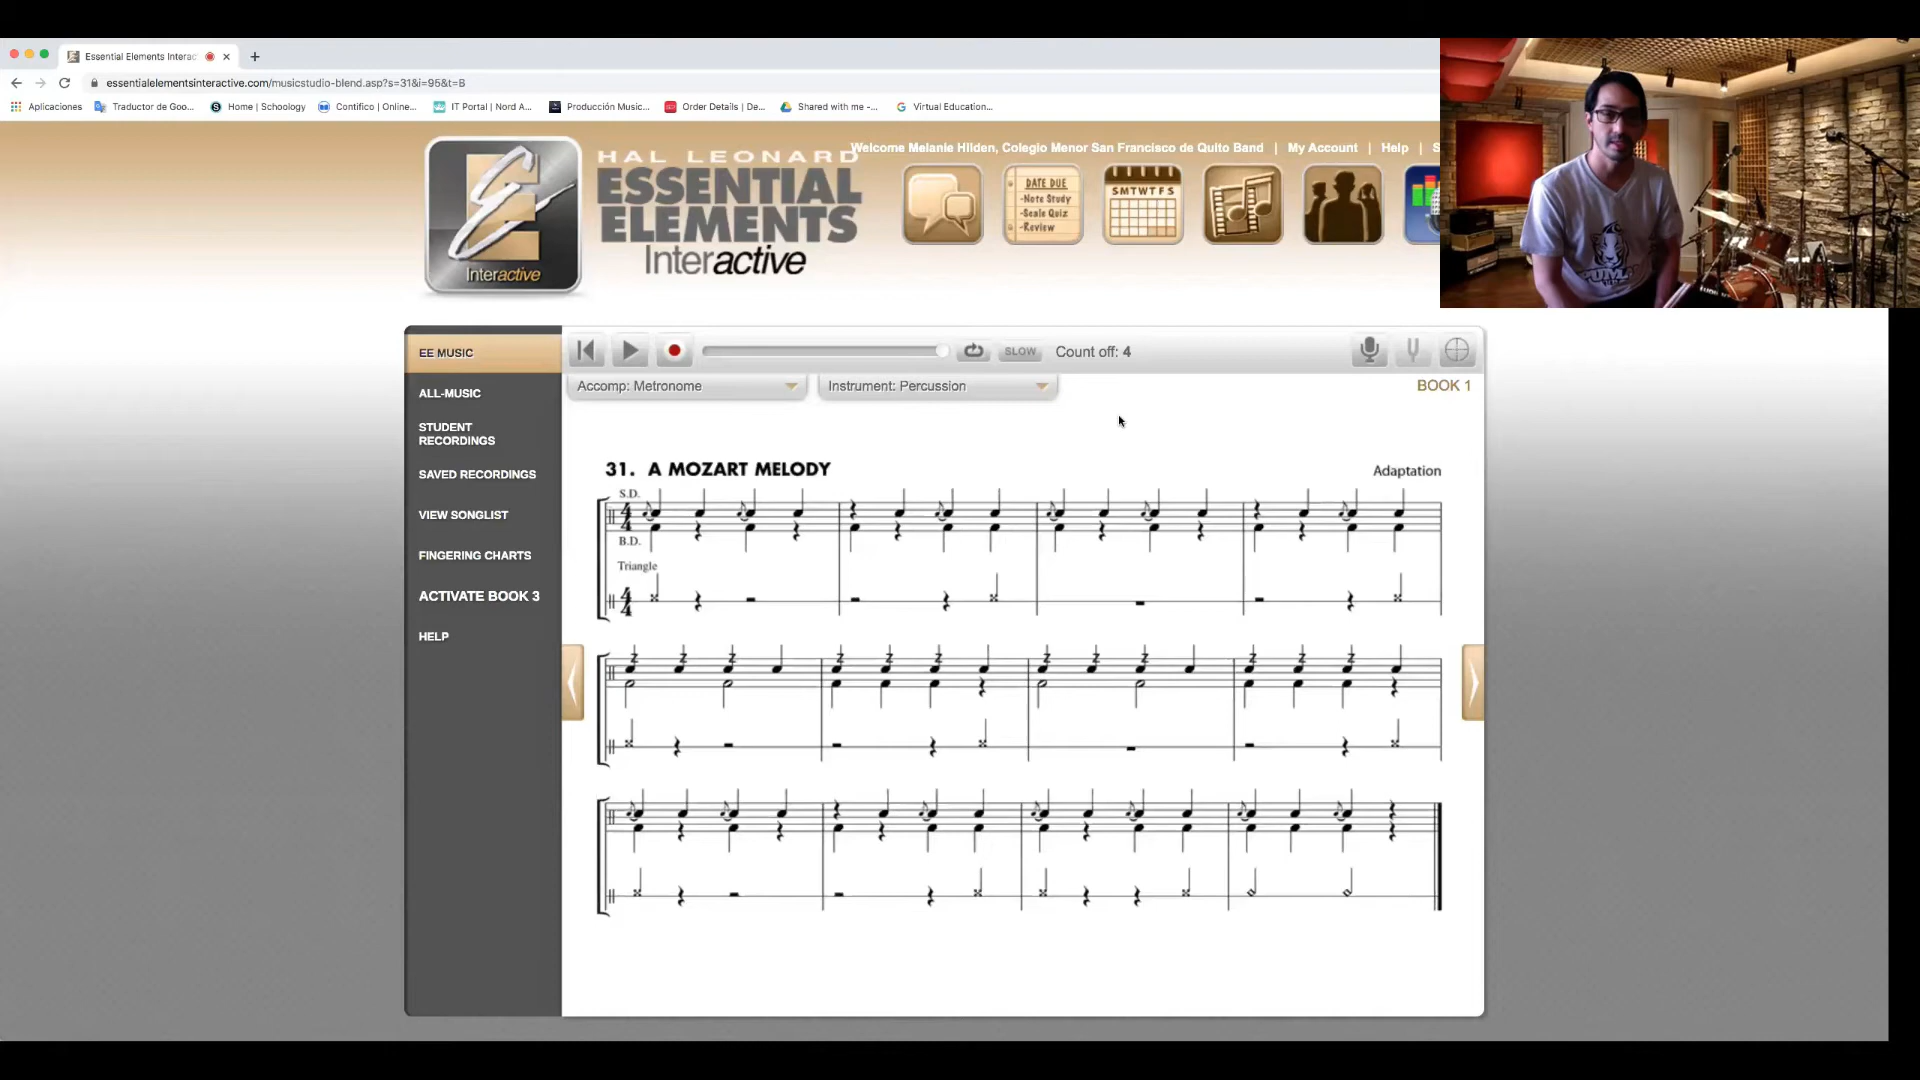 Essential Elements Interac
essentialelementsinteractive.com/musicstudio-blend.asp?s=31&i=95&t=B
Aplicaciones Traductor de Goo... Home | Schoology Contifico | Online... IT Portal | Nord A... Producción Music... Order Details | De... Shared with me -... Virtual Education...
Welcome Melanie Hilden, Colegio Menor San Francisco de Quito Band | My Account | Help | S
HAL LEONARD
ESSENTIAL
ELEMENTS
Interactive
Interactive
DATE DUE
-Note Study
-Scale Quiz
-Review
SMTWTFS
EE MUSIC
ALL-MUSIC
STUDENT
RECORDINGS
SAVED RECORDINGS
VIEW SONGLIST
FINGERING CHARTS
ACTIVATE BOOK 3
HELP
SLOW Count off: 4
Accomp: Metronome Instrument: Percussion BOOK 1
31. A MOZART MELODY Adaptation
S.D.
4
4
B.D.
Triangle
4
4
z z z z z z z z z z z z